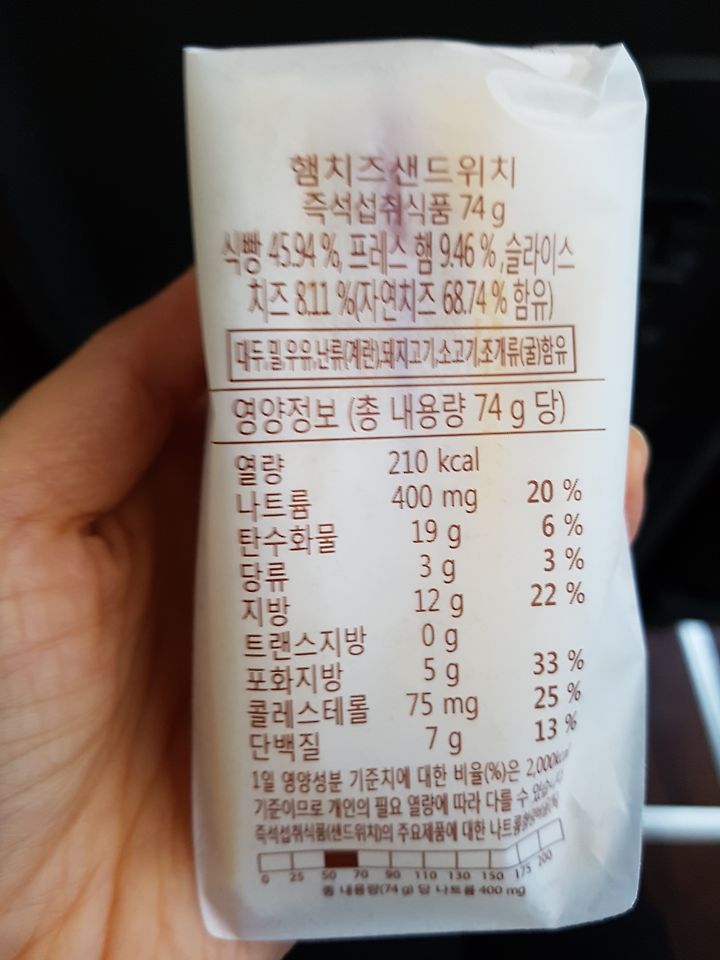 햄치즈샌드위치
즉석섭취식품 74 g
식빵 45.94 %, 프레스 햄 9.46 %, 슬라이스
치즈 8.11 %(자연치즈 68.74 % 함유)
대두,밀,우유,난류(계란),돼지고기,소고기,조개류(굴)함유
영양정보 (총 내용량 74 g 당)
열량 210 kcal
나트륨 400 mg 20 %
탄수화물 19 g 6 %
당류 3 g 3 %
지방 12 g 22 %
트랜스지방 0 g
포화지방 5 g 33 %
콜레스테롤 75 mg 25 %
단백질 7 g 13 %
1일 영양성분 기준치에 대한 비율(%)은 2,000kcal
기준이므로 개인의 필요 열량에 따라 다를 수
즉석섭취식품(샌드위치)의 주요제품에 대한 나트륨
0 25 50 70 90 110 130 150 175 200
총 내용량(74 g) 당 나트륨 400 mg